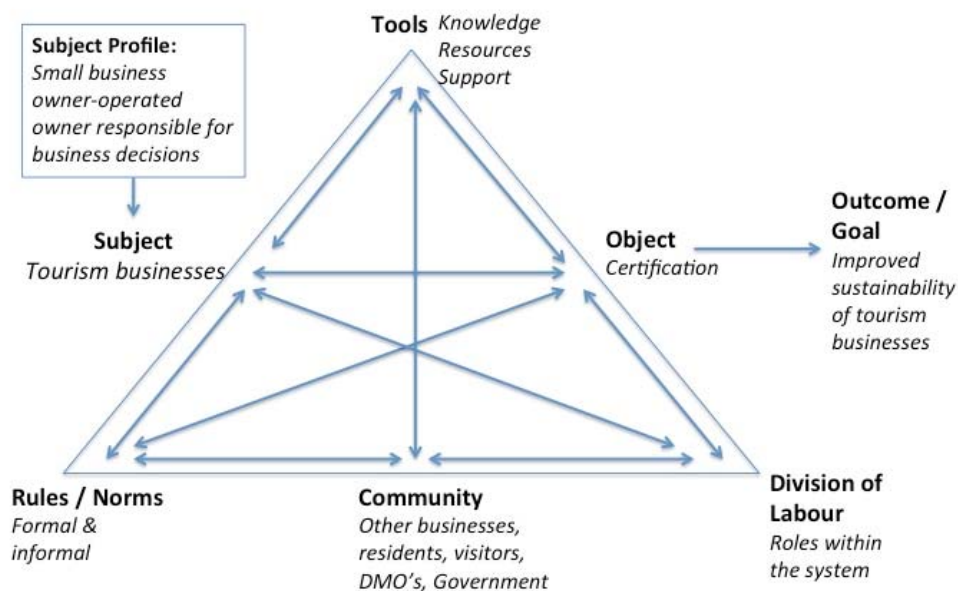 Subject Profile:
Small business
owner-operated
owner responsible for
business decisions
Tools Knowledge
Resources
Support
Subject
Tourism businesses
Object
Certification
Outcome /
Goal
Improved
sustainability
of tourism
businesses
Rules / Norms
Formal &
informal
Community
Other businesses,
residents, visitors,
DMO's, Government
Division of
Labour
Roles within
the system